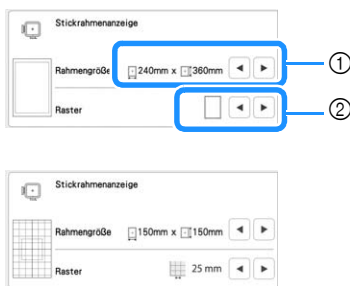 Stickrahmenanzeige
Rahmengröße 240mm x 360mm
①
Raster
②
Stickrahmenanzeige
Rahmengröße 150mm x 150mm
Raster 25 mm